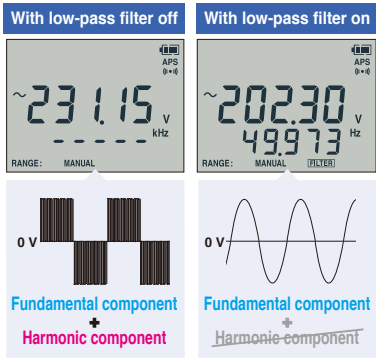 With low-pass filter off
APS
((•))
~231.15 V
----- kHz
RANGE: MANUAL
0 V
Fundamental component
+
Harmonic component
With low-pass filter on
APS
((•))
~202.30 V
49.973 Hz
RANGE: MANUAL FILTER
0 V
Fundamental component
+
Harmonic component